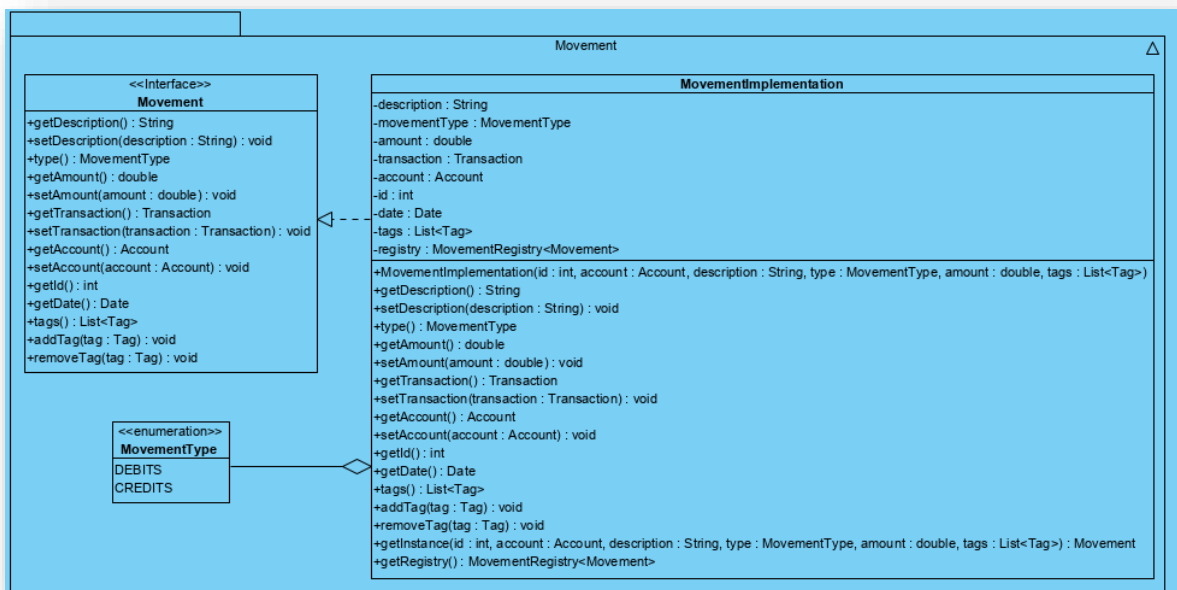 Movement
<<Interface>>
Movement
+getDescription() : String
+setDescription(description : String) : void
+type() : MovementType
+getAmount() : double
+setAmount(amount : double) : void
+getTransaction() : Transaction
+setTransaction(transaction : Transaction) : void
+getAccount() : Account
+setAccount(account : Account) : void
+getId() : int
+getDate() : Date
+tags() : List<Tag>
+addTag(tag : Tag) : void
+removeTag(tag : Tag) : void
<<enumeration>>
MovementType
DEBITS
CREDITS
MovementImplementation
-description : String
-movementType : MovementType
-amount : double
-transaction : Transaction
-account : Account
-id : int
-date : Date
-tags : List<Tag>
-registry : MovementRegistry<Movement>
+MovementImplementation(id : int, account : Account, description : String, type : MovementType, amount : double, tags : List<Tag>)
+getDescription() : String
+setDescription(description : String) : void
+type() : MovementType
+getAmount() : double
+setAmount(amount : double) : void
+getTransaction() : Transaction
+setTransaction(transaction : Transaction) : void
+getAccount() : Account
+setAccount(account : Account) : void
+getId() : int
+getDate() : Date
+tags() : List<Tag>
+addTag(tag : Tag) : void
+removeTag(tag : Tag) : void
+getInstance(id : int, account : Account, description : String, type : MovementType, amount : double, tags : List<Tag>) : Movement
+getRegistry() : MovementRegistry<Movement>